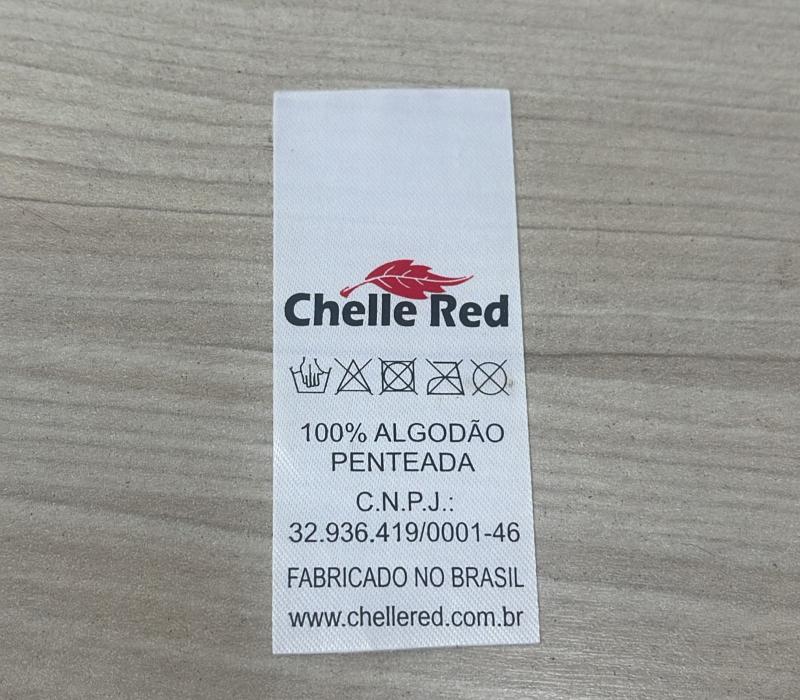 Chelle Red
100% ALGODÃO
PENTEADA
C.N.P.J.:
32.936.419/0001-46
FABRICADO NO BRASIL
www.chellered.com.br